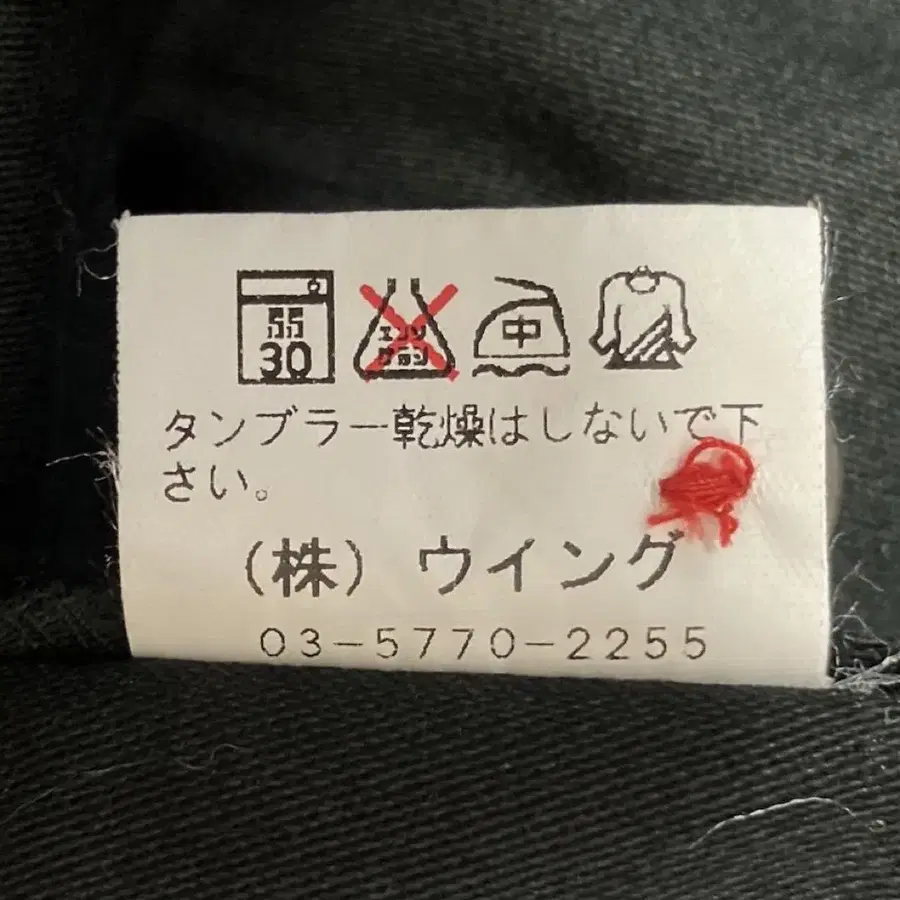 弱
30
エンソ
サラシ
中
タンブラー乾燥はしないで下
さい。
(株) ウイング
03-5770-2255